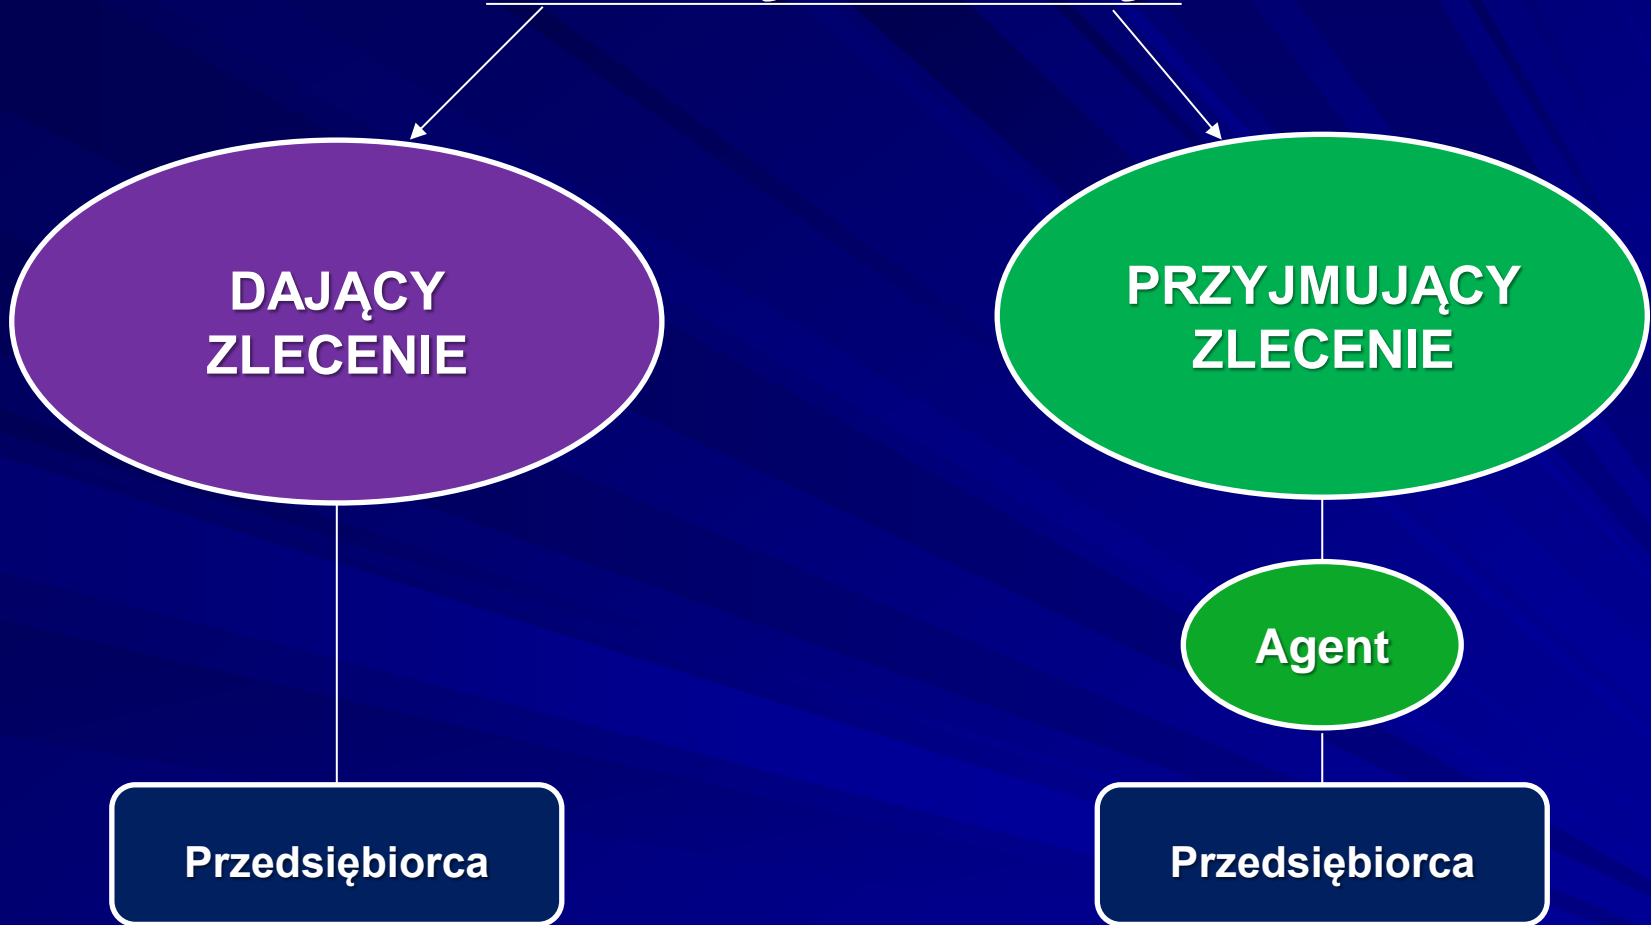 DAJĄCY
ZLECENIE
PRZYJMUJĄCY
ZLECENIE
Agent
Przedsiębiorca
Przedsiębiorca